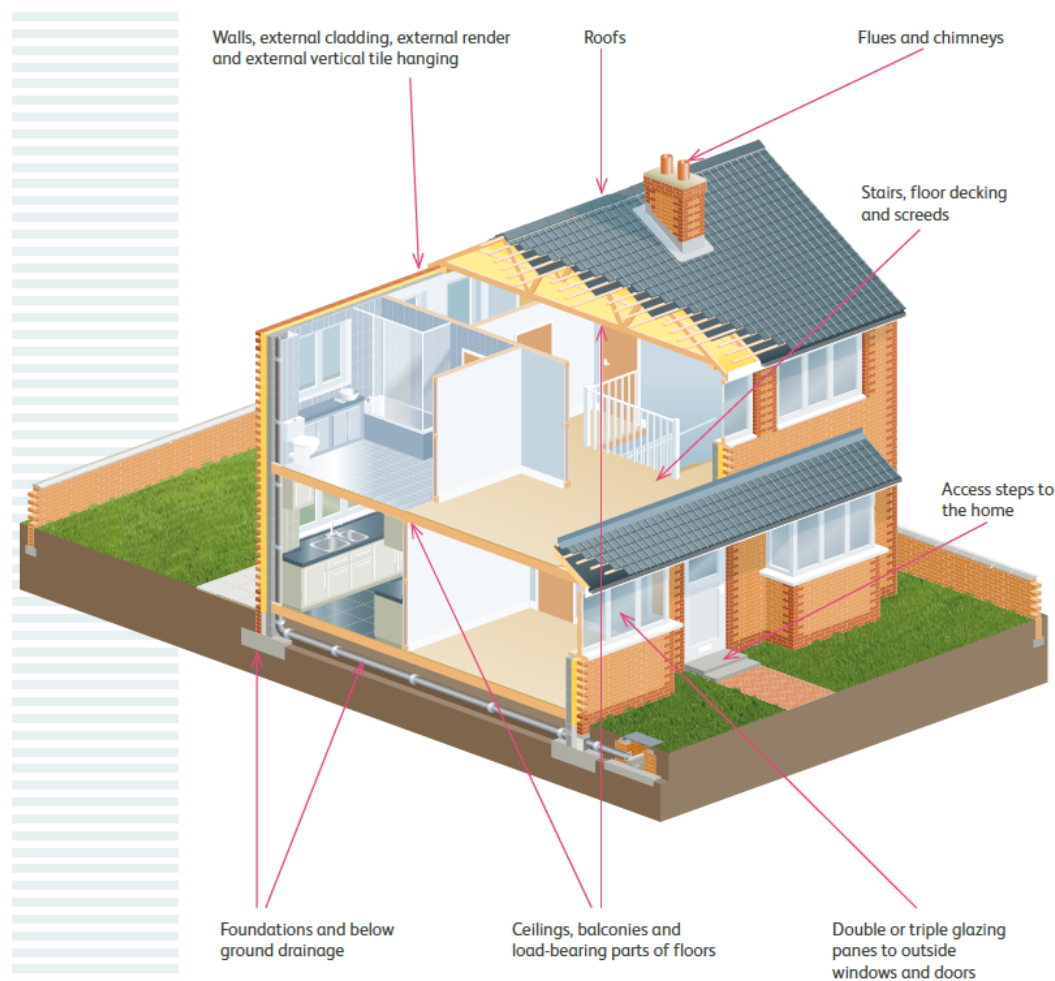 Walls, external cladding, external render
and external vertical tile hanging
Roofs
Flues and chimneys
Stairs, floor decking
and screeds
Access steps to
the home
Foundations and below
ground drainage
Ceilings, balconies and
load-bearing parts of floors
Double or triple glazing
panes to outside
windows and doors